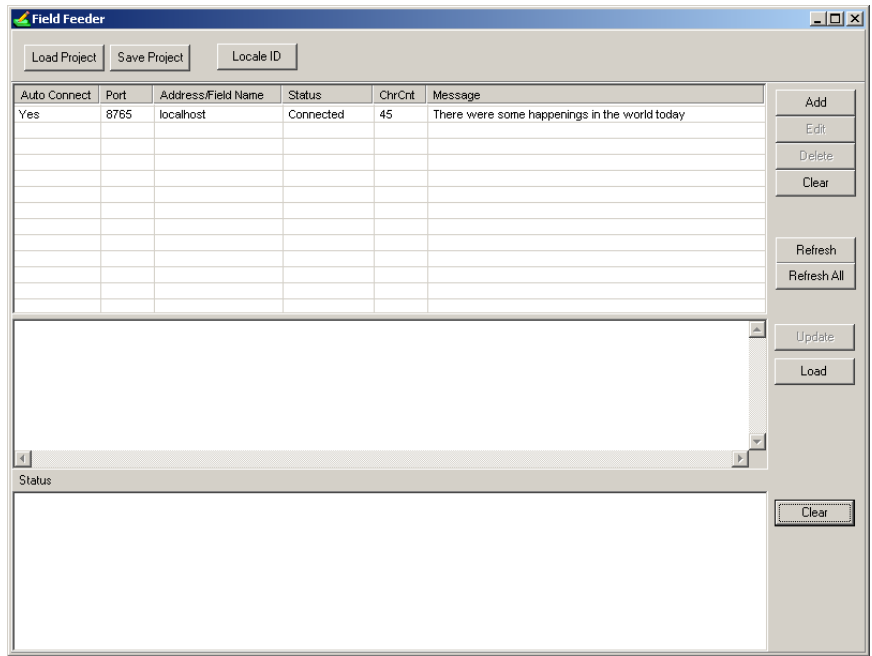 Field Feeder
Load Project Save Project Locale ID
Auto Connect Port Address/Field Name Status ChrCnt Message
Yes 8765 localhost Connected 45 There were some happenings in the world today
Add
Edit
Delete
Clear
Refresh
Refresh All
Update
Load
Status
Clear